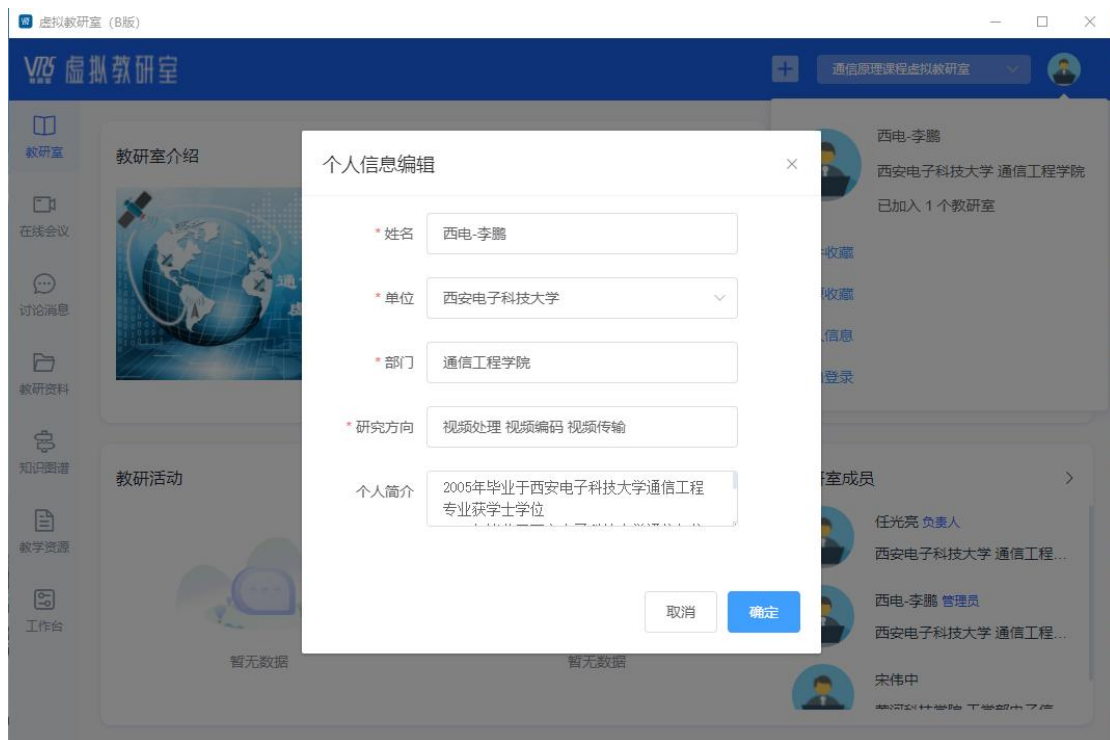 虚拟教研室 (B版)
VTS 虚拟教研室
通信原理课程虚拟教研室
教研室
在线会议
讨论消息
教研资料
知识图谱
教学资源
工作台
教研室介绍
个人信息编辑
* 姓名 西电-李鹏
* 单位 西安电子科技大学
* 部门 通信工程学院
* 研究方向 视频处理 视频编码 视频传输
个人简介 2005年毕业于西安电子科技大学通信工程
专业获学士学位
取消 确定
西电-李鹏
西安电子科技大学 通信工程学院
已加入 1 个教研室
收藏
收藏
信息
登录
教研活动
暂无数据
暂无数据
室成员
任光亮 负责人
西安电子科技大学 通信工程...
西电-李鹏 管理员
西安电子科技大学 通信工程...
宋伟中